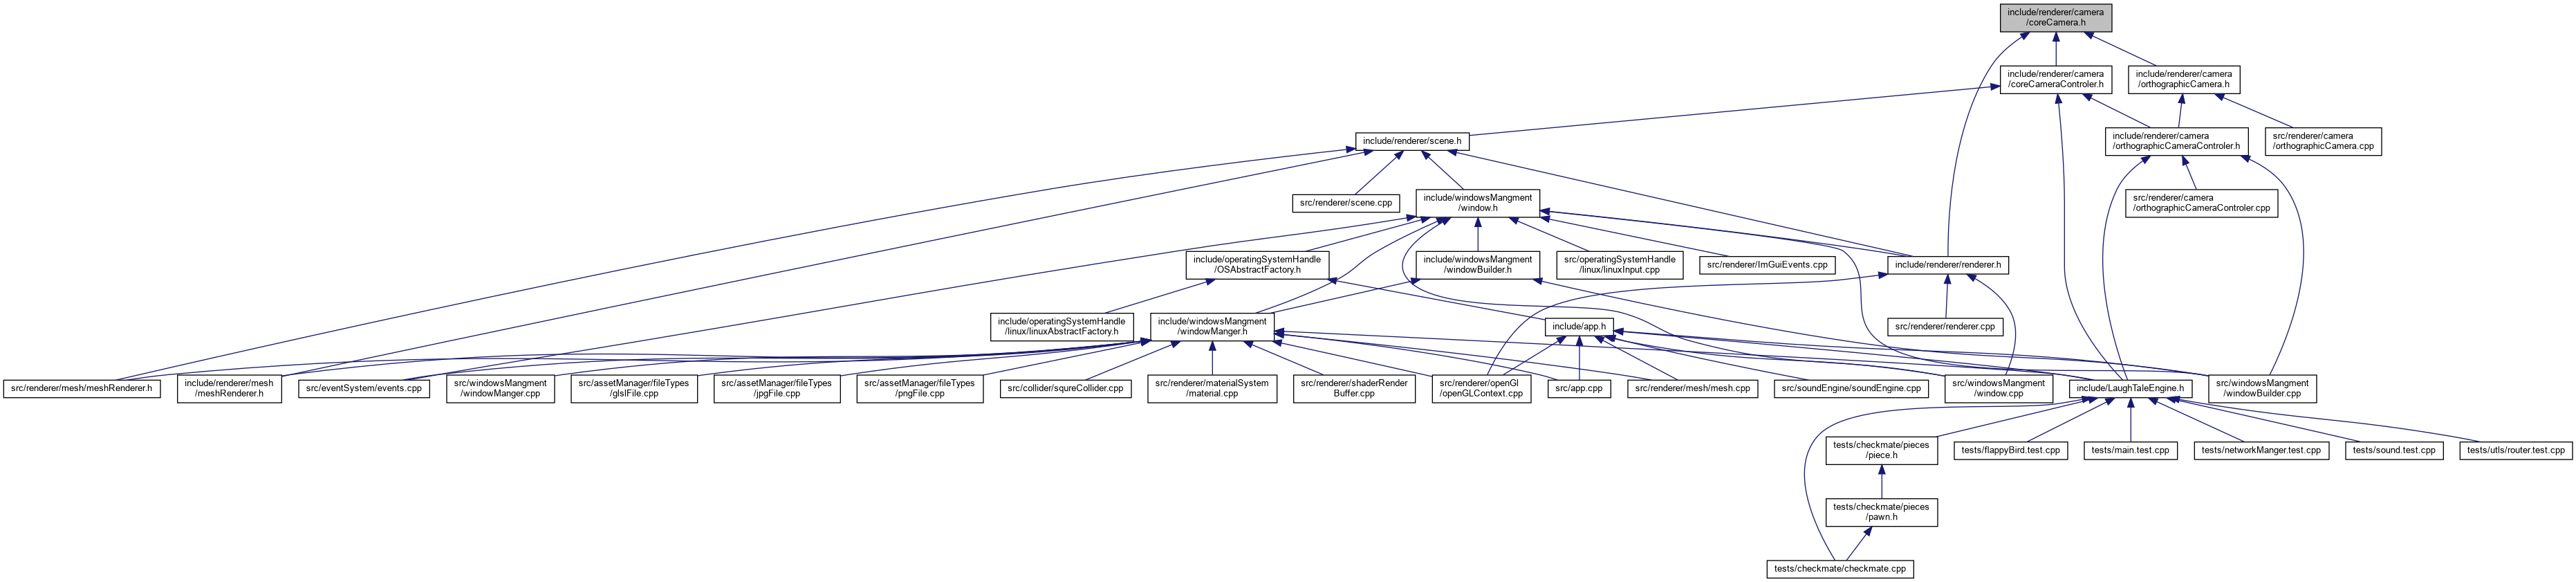 include/renderer/camera
/coreCamera.h
include/renderer/camera
/coreCameraControler.h
include/renderer/camera
/orthographicCamera.h
include/renderer/scene.h
include/renderer/camera
/orthographicCameraControler.h
src/renderer/camera
/orthographicCamera.cpp
src/renderer/scene.cpp
include/windowsMangment
/window.h
src/renderer/camera
/orthographicCameraControler.cpp
include/operatingSystemHandle
/OSAbstractFactory.h
include/windowsMangment
/windowBuilder.h
src/operatingSystemHandle
/linux/linuxInput.cpp
src/renderer/ImGuiEvents.cpp
include/renderer/renderer.h
include/operatingSystemHandle
/linux/linuxAbstractFactory.h
include/windowsMangment
/windowManger.h
include/app.h
src/renderer/renderer.cpp
src/renderer/mesh/meshRenderer.h
include/renderer/mesh
/meshRenderer.h
src/eventSystem/events.cpp
src/windowsMangment
/windowManger.cpp
src/assetManager/fileTypes
/glslFile.cpp
src/assetManager/fileTypes
/jpgFile.cpp
src/assetManager/fileTypes
/pngFile.cpp
src/collider/squreCollider.cpp
src/renderer/materialSystem
/material.cpp
src/renderer/shaderRender
Buffer.cpp
src/renderer/openGl
/openGLContext.cpp
src/app.cpp
src/renderer/mesh/mesh.cpp
src/soundEngine/soundEngine.cpp
src/windowsMangment
/window.cpp
include/LaughTaleEngine.h
src/windowsMangment
/windowBuilder.cpp
tests/checkmate/pieces
/piece.h
tests/flappyBird.test.cpp
tests/main.test.cpp
tests/networkManger.test.cpp
tests/sound.test.cpp
tests/utls/router.test.cpp
tests/checkmate/pieces
/pawn.h
tests/checkmate/checkmate.cpp